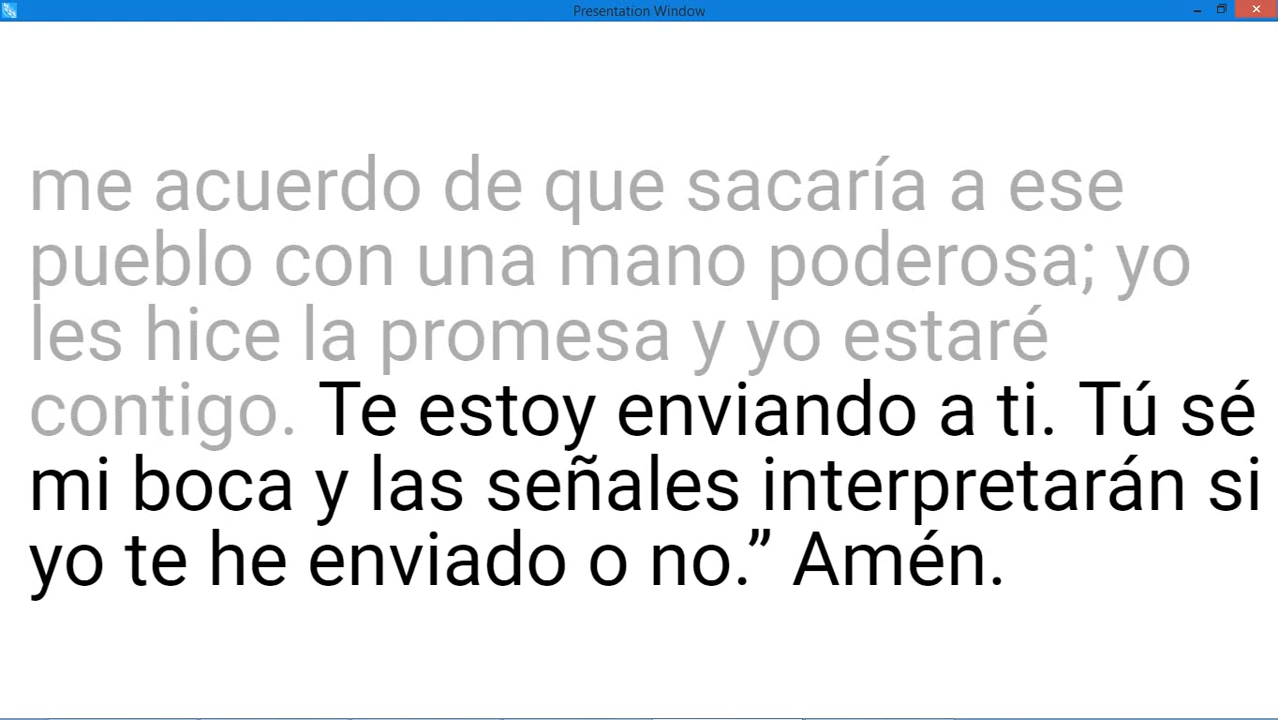 Presentation Window
me acuerdo de que sacaría a ese
pueblo con una mano poderosa; yo
les hice la promesa y yo estaré
contigo. Te estoy enviando a ti. Tú sé
mi boca y las señales interpretarán si
yo te he enviado o no.” Amén.